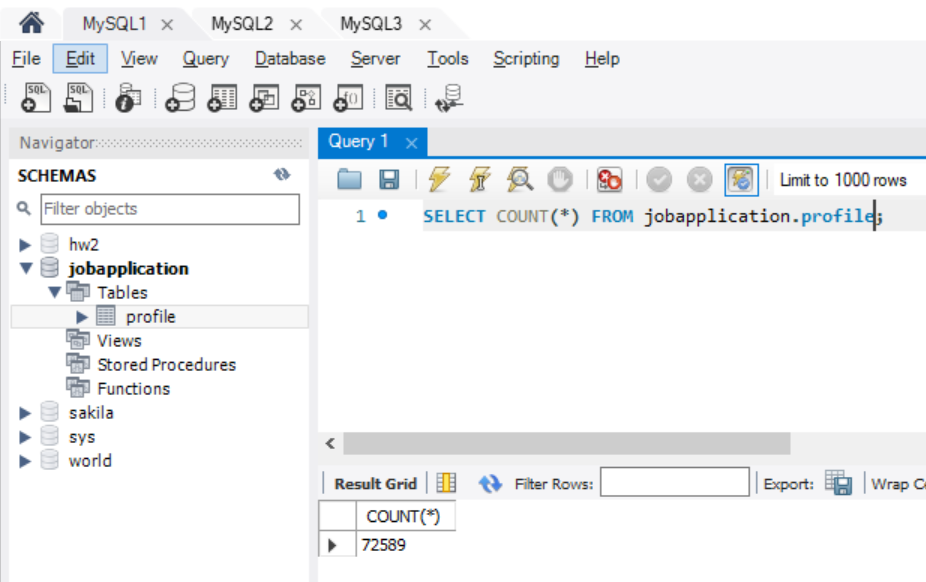 MySQL1 × MySQL2 × MySQL3 ×
File Edit View Query Database Server Tools Scripting Help
Navigator
SCHEMAS
Filter objects
hw2
jobapplication
Tables
profile
Views
Stored Procedures
Functions
sakila
sys
world
Query 1 ×
Limit to 1000 rows
1 SELECT COUNT(*) FROM jobapplication.profile;
Result Grid Filter Rows: Export: Wrap C
COUNT(*)
72589